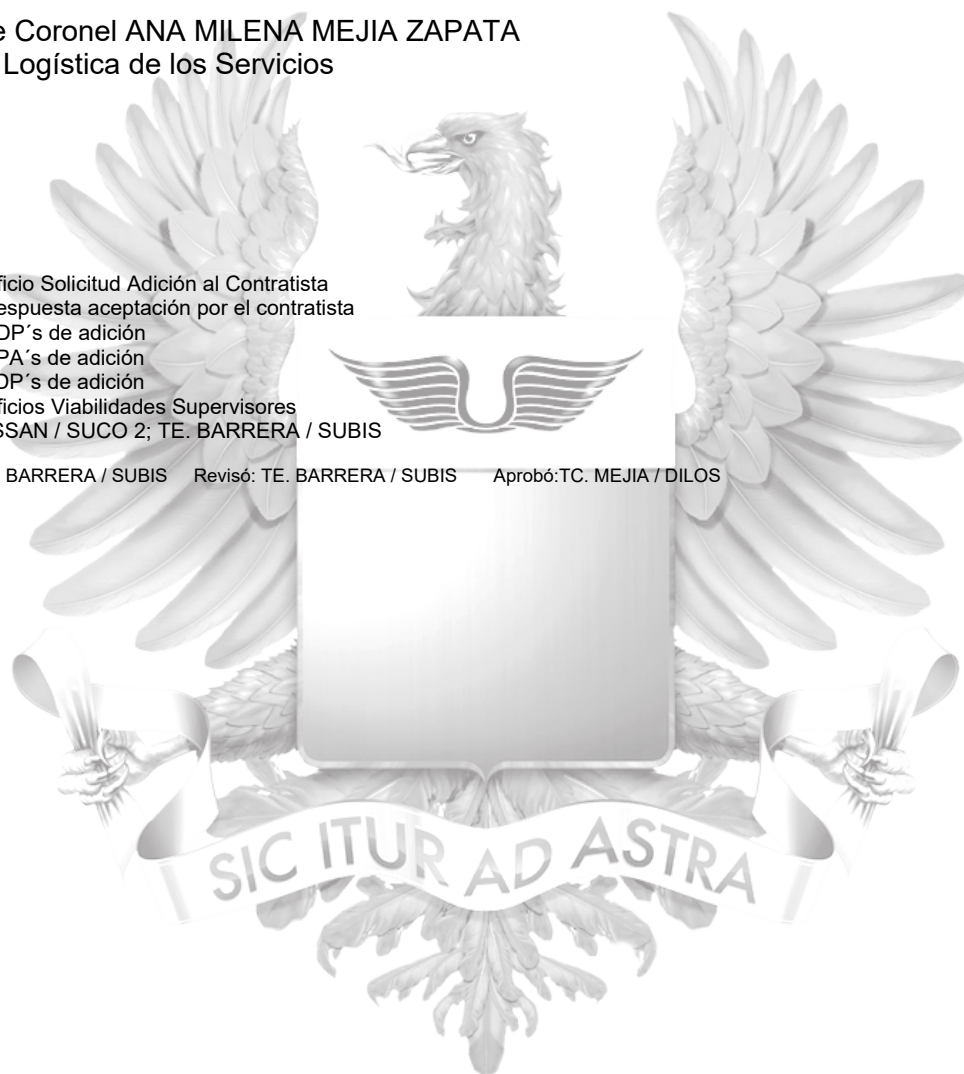 e Coronel ANA MILENA MEJIA ZAPATA
Logística de los Servicios
icio Solicitud Adición al Contratista
espuesta aceptación por el contratista
DP´s de adición
PA´s de adición
DP´s de adición
ficios Viabilidades Supervisores
SSAN / SUCO 2; TE. BARRERA / SUBIS
BARRERA / SUBIS Revisó: TE. BARRERA / SUBIS Aprobó:TC. MEJIA / DILOS
SIC ITUR AD ASTRA